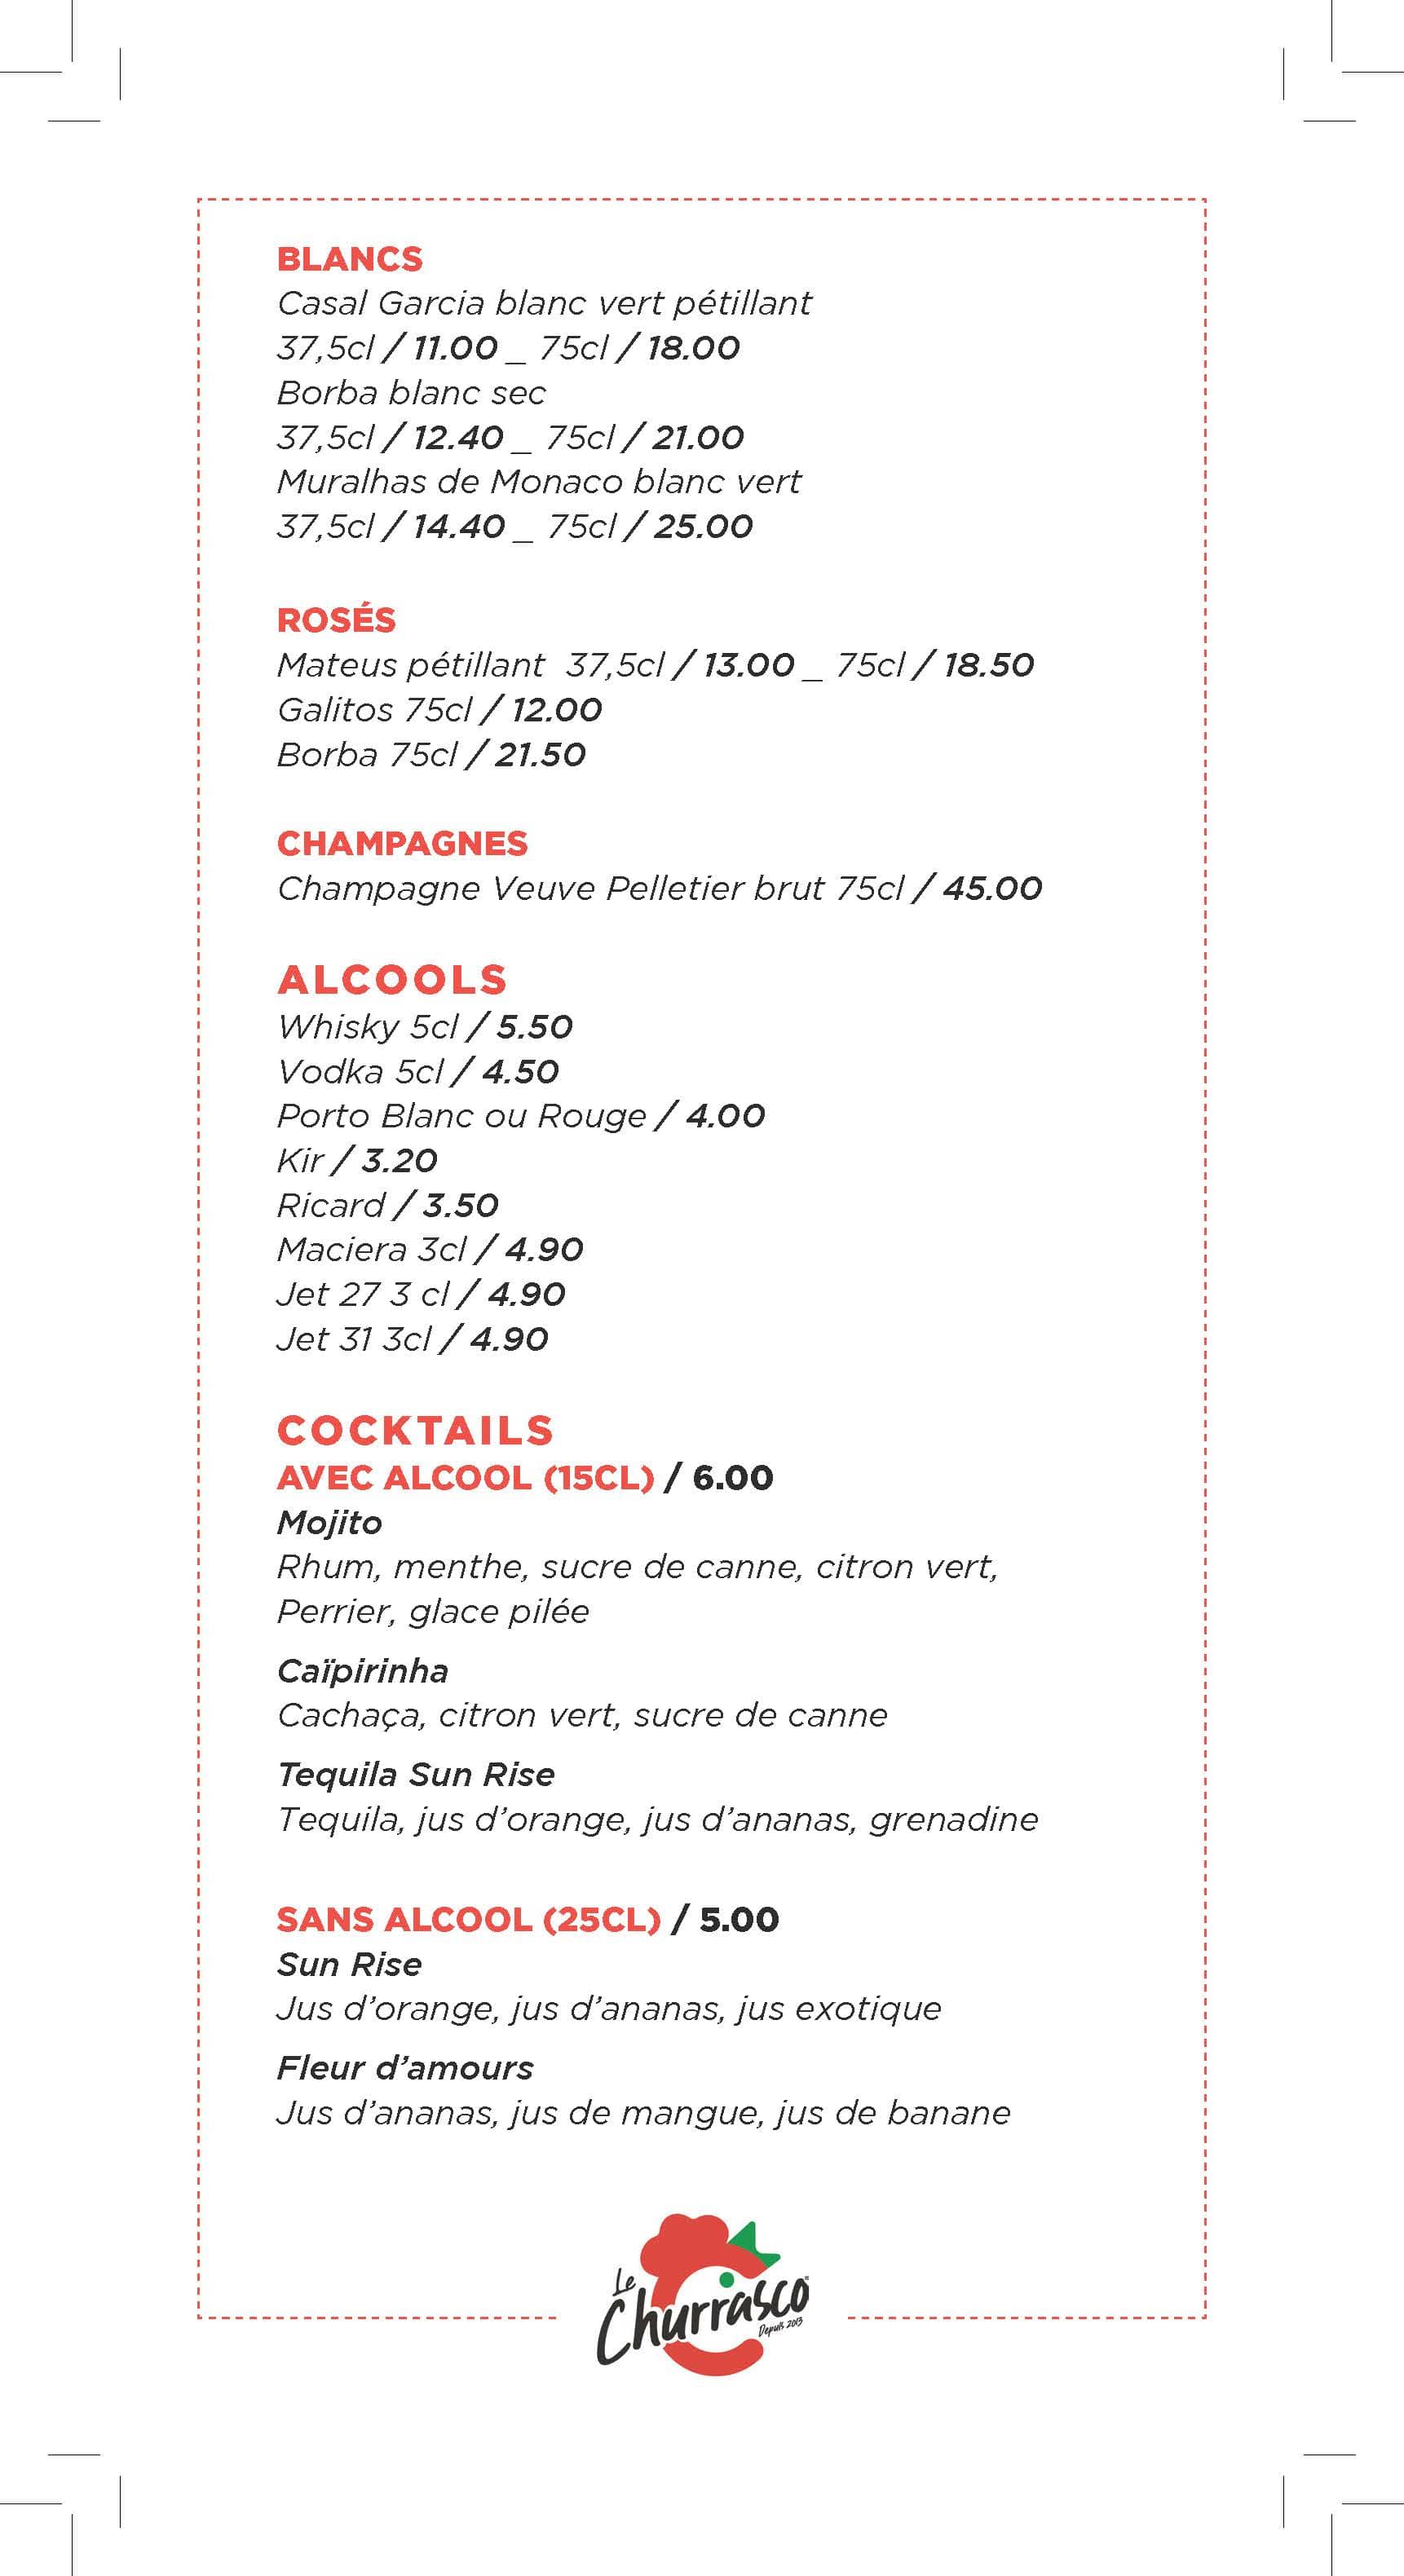 BLANCS
Casal Garcia blanc vert pétillant
37,5cl / 11.00 _ 75cl / 18.00
Borba blanc sec
37,5cl / 12.40 _ 75cl / 21.00
Muralhas de Monaco blanc vert
37,5cl / 14.40 _ 75cl / 25.00
ROSÉS
Mateus pétillant 37,5cl / 13.00 _ 75cl / 18.50
Galitos 75cl / 12.00
Borba 75cl / 21.50
CHAMPAGNES
Champagne Veuve Pelletier brut 75cl / 45.00
ALCOOLS
Whisky 5cl / 5.50
Vodka 5cl / 4.50
Porto Blanc ou Rouge / 4.00
Kir / 3.20
Ricard / 3.50
Maciera 3cl / 4.90
Jet 27 3 cl / 4.90
Jet 31 3cl / 4.90
COCKTAILS
AVEC ALCOOL (15CL) / 6.00
Mojito
Rhum, menthe, sucre de canne, citron vert,
Perrier, glace pilée
Caïpirinha
Cachaça, citron vert, sucre de canne
Tequila Sun Rise
Tequila, jus d’orange, jus d’ananas, grenadine
SANS ALCOOL (25CL) / 5.00
Sun Rise
Jus d’orange, jus d’ananas, jus exotique
Fleur d’amours
Jus d’ananas, jus de mangue, jus de banane
Le
Churrasco
Depuis 2013